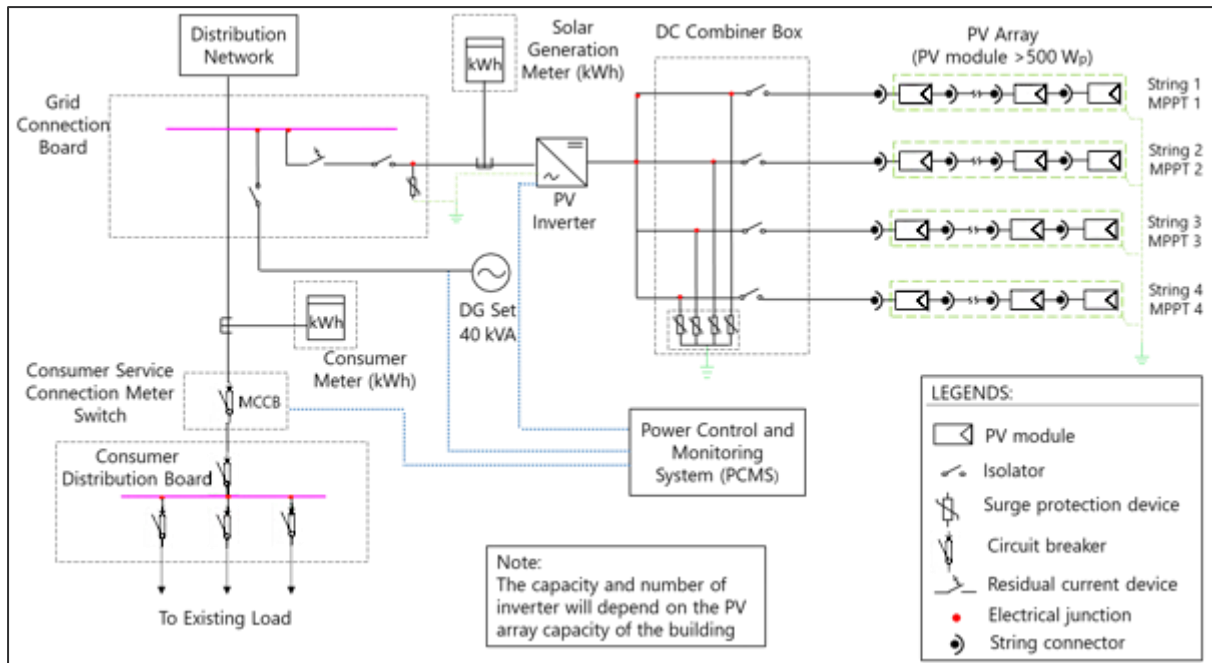 Distribution
Network
Grid
Connection
Board
kWh
Solar
Generation
Meter (kWh)
DC Combiner Box
PV Array
(PV module >500 Wp)
String 1
MPPT 1
String 2
MPPT 2
String 3
MPPT 3
String 4
MPPT 4
PV
Inverter
DG Set
40 kVA
kWh
Consumer
Meter (kWh)
Consumer Service
Connection Meter
Switch
MCCB
Consumer
Distribution Board
To Existing Load
Power Control and
Monitoring
System (PCMS)
Note:
The capacity and number of
inverter will depend on the PV
array capacity of the building
LEGENDS:
PV module
Isolator
Surge protection device
Circuit breaker
Residual current device
Electrical junction
String connector